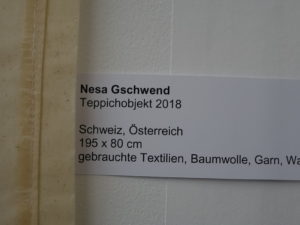 Nesa Gschwend
Teppichobjekt 2018
Schweiz, Österreich
195 x 80 cm
gebrauchte Textilien, Baumwolle, Garn,